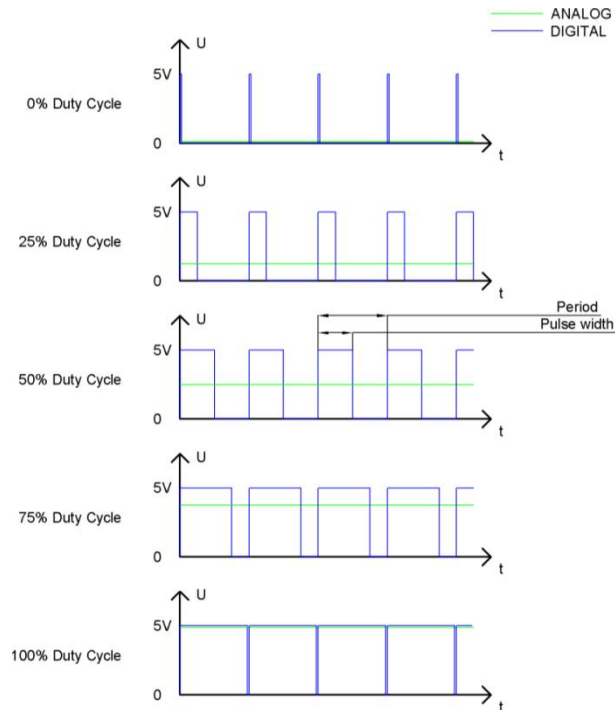 ANALOG
DIGITAL
U
5V
0% Duty Cycle
0
t
U
5V
25% Duty Cycle
0
t
Period
Pulse width
U
5V
50% Duty Cycle
0
t
U
5V
75% Duty Cycle
0
t
U
5V
100% Duty Cycle
0
t